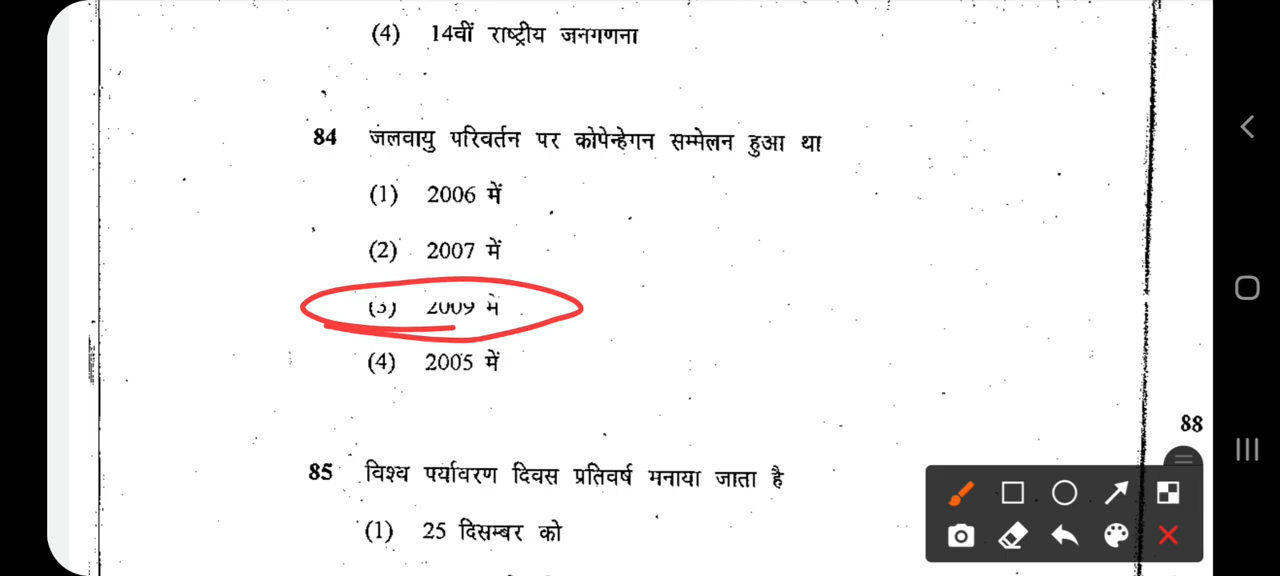 (4) 14वीं राष्ट्रीय जनगणना
84 जलवायु परिवर्तन पर कोपेन्हेगन सम्मेलन हुआ था
(1) 2006 में
(2) 2007 में
(3) 2009 में
(4) 2005 में
88
85 विश्व पर्यावरण दिवस प्रतिवर्ष मनाया जाता है
(1) 25 दिसम्बर को